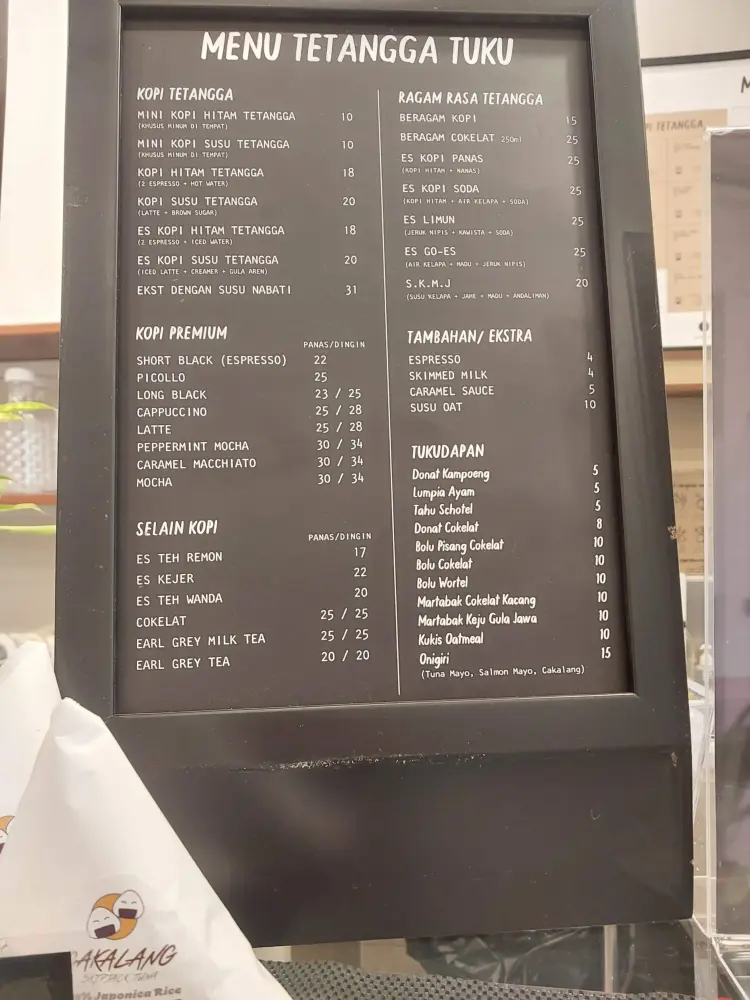 MENU TETANGGA TUKU
KOPI TETANGGA
MINI KOPI HITAM TETANGGA 10
(KHUSUS MINUM DI TEMPAT)
MINI KOPI SUSU TETANGGA 10
(KHUSUS MINUM DI TEMPAT)
KOPI HITAM TETANGGA 18
(2 ESPRESSO + HOT WATER)
KOPI SUSU TETANGGA 20
(LATTE + BROWN SUGAR)
ES KOPI HITAM TETANGGA 18
(2 ESPRESSO + ICED WATER)
ES KOPI SUSU TETANGGA 20
(ICED LATTE + CREAMER + GULA AREN)
EKST DENGAN SUSU NABATI 31
KOPI PREMIUM
PANAS/DINGIN
SHORT BLACK (ESPRESSO) 22
PICOLLO 25
LONG BLACK 23 / 25
CAPPUCCINO 25 / 28
LATTE 25 / 28
PEPPERMINT MOCHA 30 / 34
CARAMEL MACCHIATO 30 / 34
MOCHA 30 / 34
SELAIN KOPI
PANAS/DINGIN
ES TEH REMON 17
ES KEJER 22
ES TEH WANDA 20
COKELAT 25 / 25
EARL GREY MILK TEA 25 / 25
EARL GREY TEA 20 / 20
RAGAM RASA TETANGGA
BERAGAM KOPI 15
BERAGAM COKELAT 250ml 25
ES KOPI PANAS 25
(KOPI HITAM + NANAS)
ES KOPI SODA 25
(KOPI HITAM + AIR KELAPA + SODA)
ES LIMUN 25
(JERUK NIPIS + KAWISTA + SODA)
ES GO-ES 25
(AIR KELAPA + MADU + JERUK NIPIS)
S.K.M.J 20
(SUSU KELAPA + JAHE + MADU + ANDALIMAN)
TAMBAHAN/ EKSTRA
ESPRESSO 4
SKIMMED MILK 4
CARAMEL SAUCE 5
SUSU OAT 10
TUKUDAPAN
Donat Kampoeng 5
Lumpia Ayam 5
Tahu Schotel 5
Donat Cokelat 8
Bolu Pisang Cokelat 10
Bolu Cokelat 10
Bolu Wortel 10
Martabak Cokelat Kacang 10
Martabak Keju Gula Jawa 10
Kukis Oatmeal 10
Onigiri 15
(Tuna Mayo, Salmon Mayo, Cakalang)
TETANGGA
M
CAKALANG
SKIPJACK TUNA
Japonica Rice